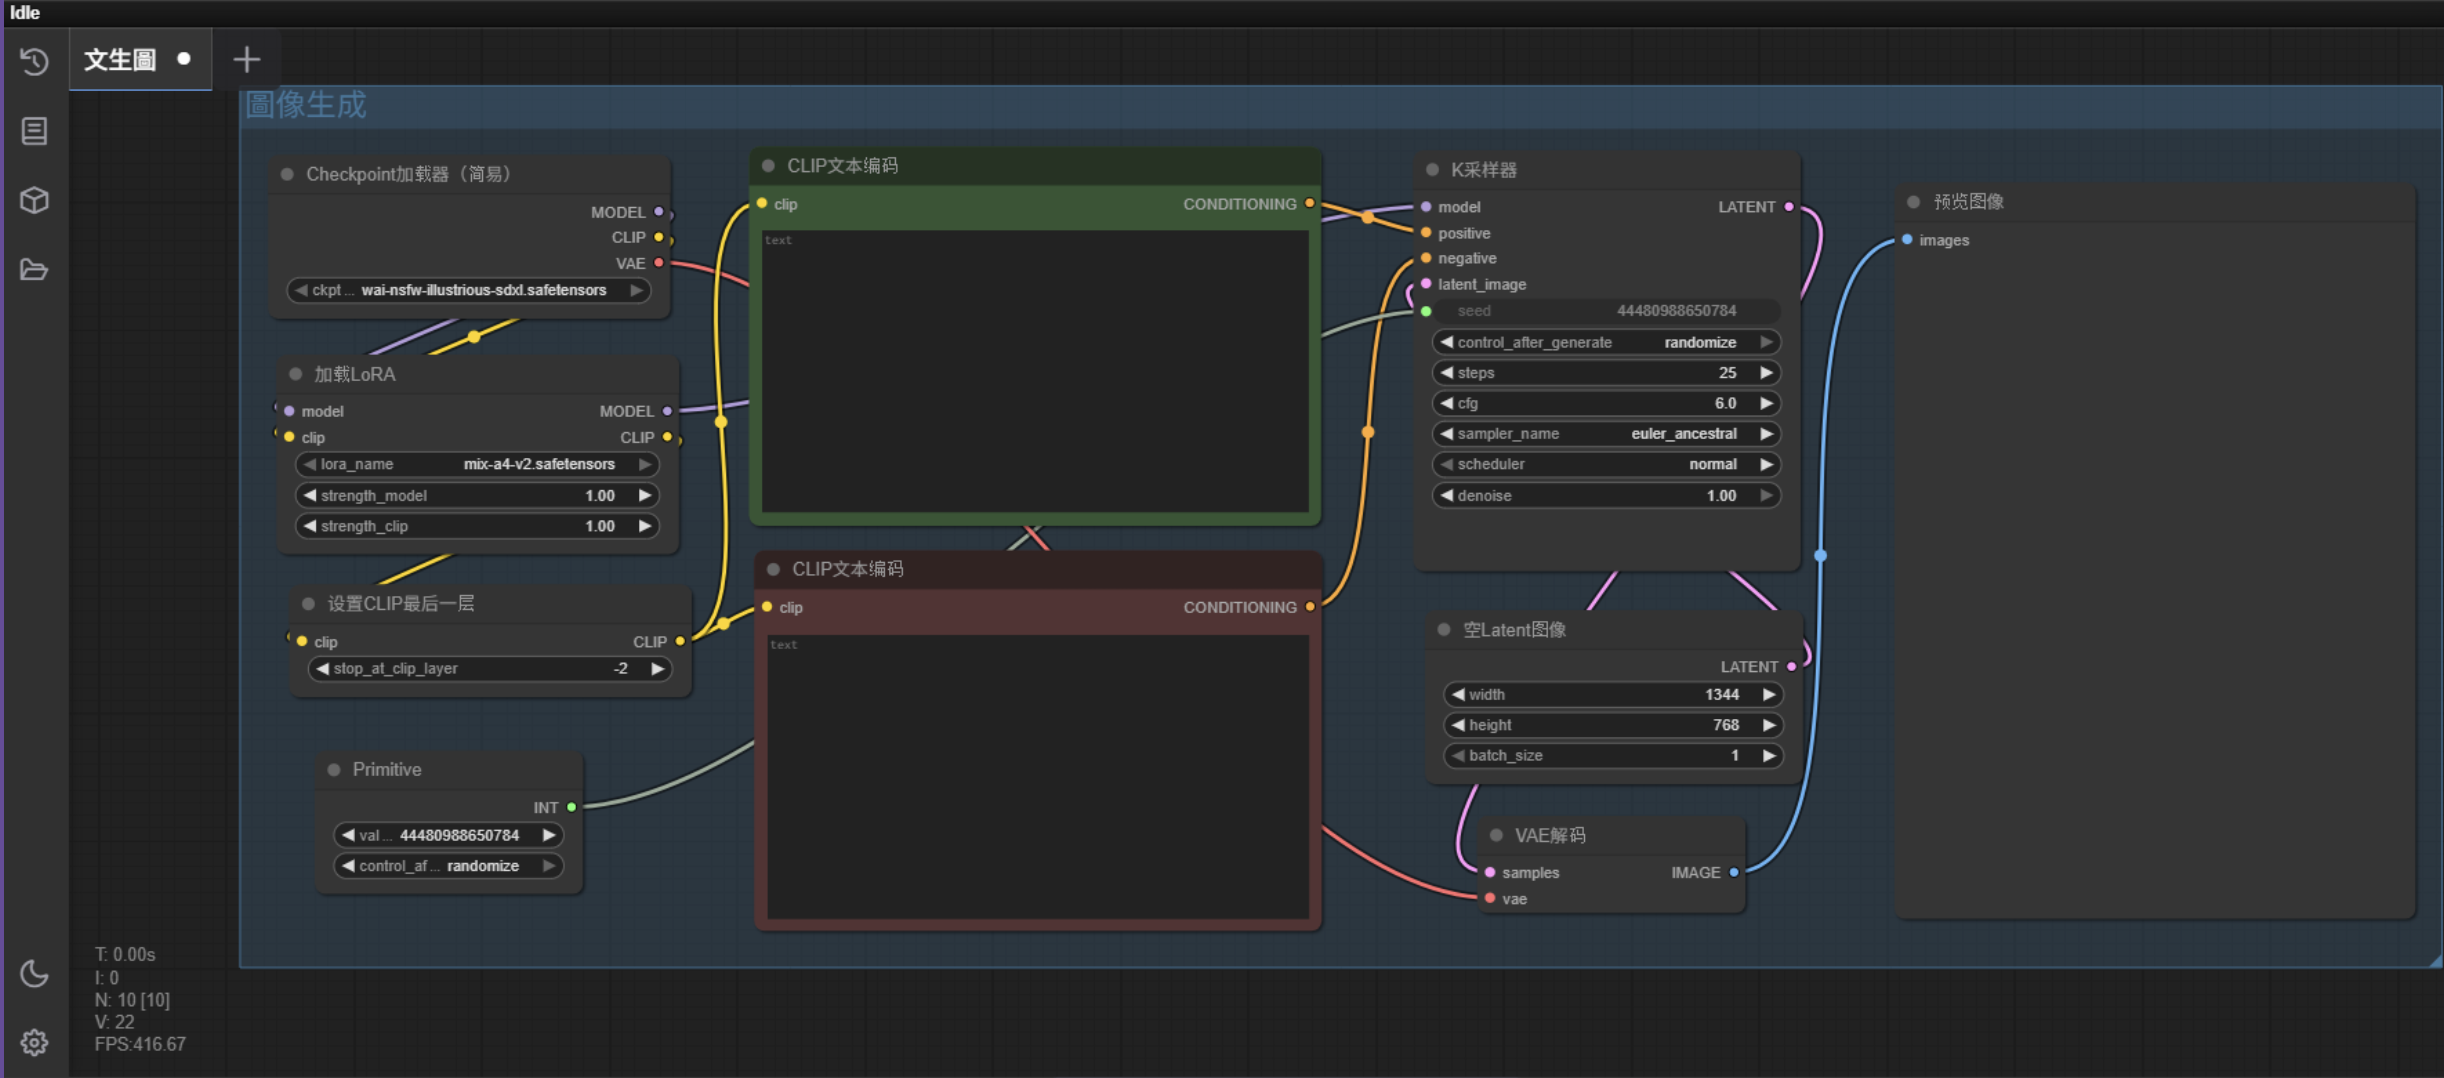 Idle
文生圖
圖像生成
Checkpoint加载器（简易）
MODEL
CLIP
VAE
ckpt ... wai-nsfw-illustrious-sdxl.safetensors
加载LoRA
model MODEL
clip CLIP
lora_name mix-a4-v2.safetensors
strength_model 1.00
strength_clip 1.00
设置CLIP最后一层
clip CLIP
stop_at_clip_layer -2
Primitive
INT
val ... 44480988650784
control_af ... randomize
CLIP文本编码
clip CONDITIONING
text
CLIP文本编码
clip CONDITIONING
text
K采样器
model LATENT
positive
negative
latent_image
seed 44480988650784
control_after_generate randomize
steps 25
cfg 6.0
sampler_name euler_ancestral
scheduler normal
denoise 1.00
空Latent图像
LATENT
width 1344
height 768
batch_size 1
VAE解码
samples IMAGE
vae
预览图像
images
T: 0.00s
I: 0
N: 10 [10]
V: 22
FPS:416.67